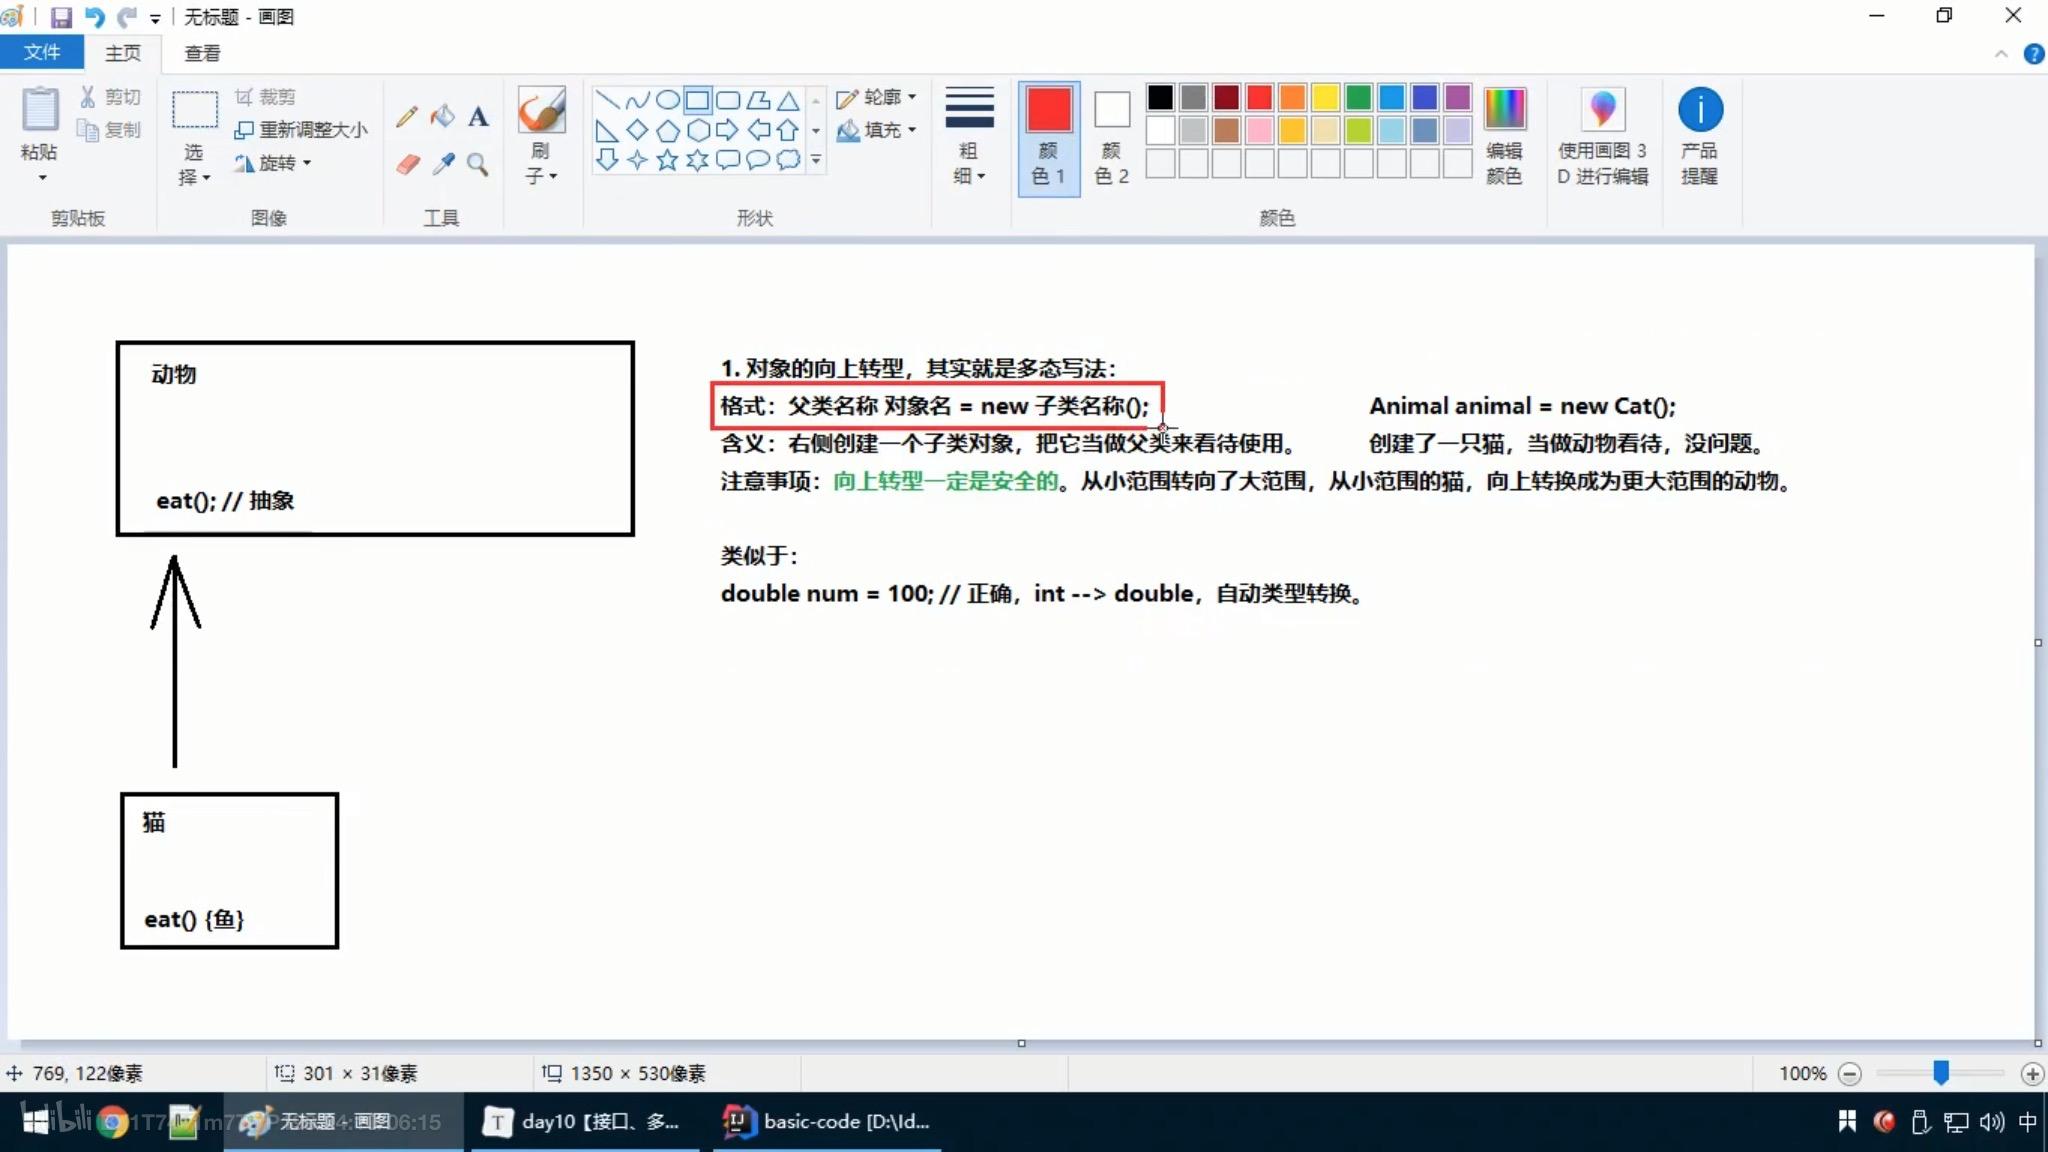 无标题 - 画图
文件 主页 查看
粘贴 剪切 复制 剪贴板
选择 裁剪 重新调整大小 旋转 图像
A
工具
刷子
轮廓 填充 形状
粗细
颜色 1 颜色 2
编辑颜色
颜色
使用画图 3D 进行编辑
产品提醒
动物
eat(); // 抽象
猫
eat() {鱼}
1. 对象的向上转型，其实就是多态写法：
格式：父类名称 对象名 = new 子类名称(); Animal animal = new Cat();
含义：右侧创建一个子类对象，把它当做父类来看待使用。 创建了一只猫，当做动物看待，没问题。
注意事项：向上转型一定是安全的。从小范围转向了大范围，从小范围的猫，向上转换成为更大范围的动物。
类似于：
double num = 100; // 正确，int --> double，自动类型转换。
769, 122像素 301 × 31像素 1350 × 530像素 100%
无标题 - 画图 day10【接口、多... basic-code [D:\Id... 中